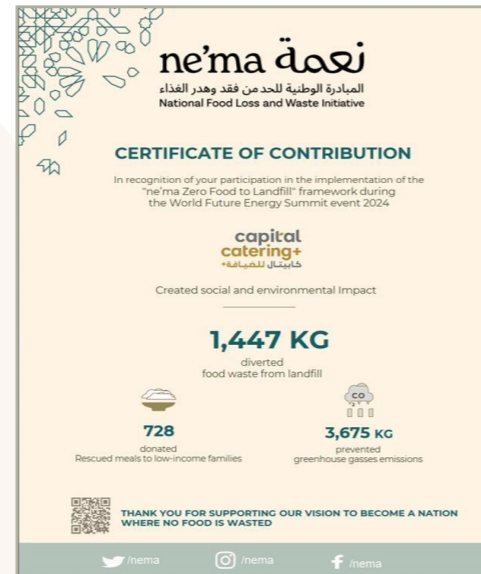 ne'ma نعمة
المبادرة الوطنية للحد من فقد وهدر الغذاء
National Food Loss and Waste Initiative
CERTIFICATE OF CONTRIBUTION
In recognition of your participation in the implementation of the
"ne'ma Zero Food to Landfill" framework during
the World Future Energy Summit event 2024
capital
catering+
كابيتال للضيافة+
Created social and environmental Impact
1,447 KG
diverted
food waste from landfill
728
donated
Rescued meals to low-income families
CO2
3,675 KG
prevented
greenhouse gasses emissions
THANK YOU FOR SUPPORTING OUR VISION TO BECOME A NATION
WHERE NO FOOD IS WASTED
/nema /nema /nema